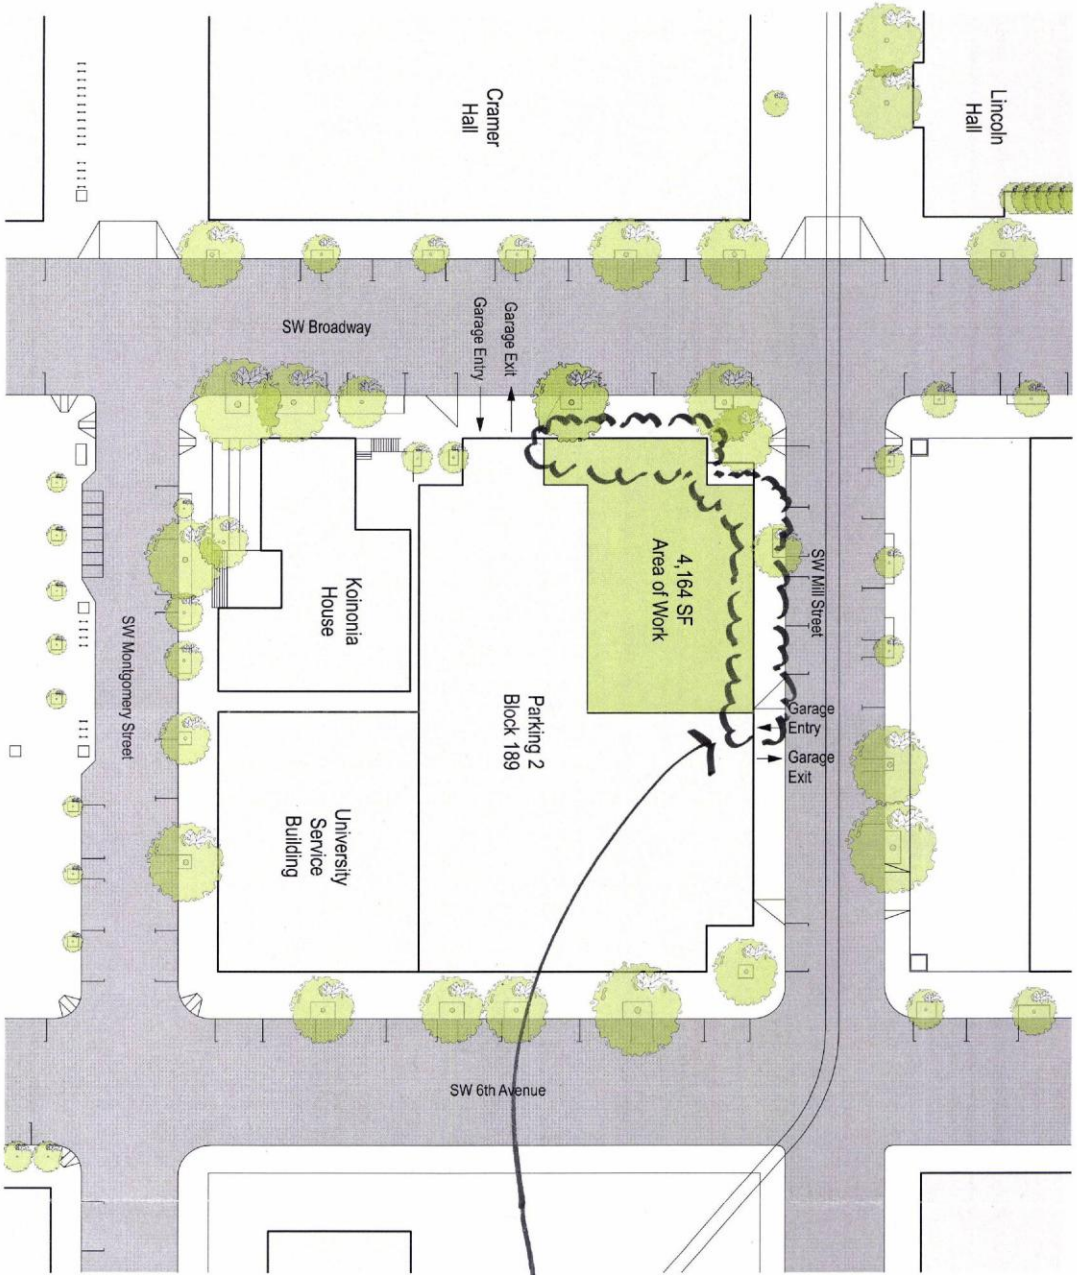 Cramer
Hall
Lincoln
Hall
SW Broadway
Garage Exit
Garage Entry
4,164 SF
Area of Work
SW Mill Street
Koinonia
House
Parking 2
Block 189
Garage
Entry
Garage
Exit
SW Montgomery Street
University
Service
Building
SW 6th Avenue